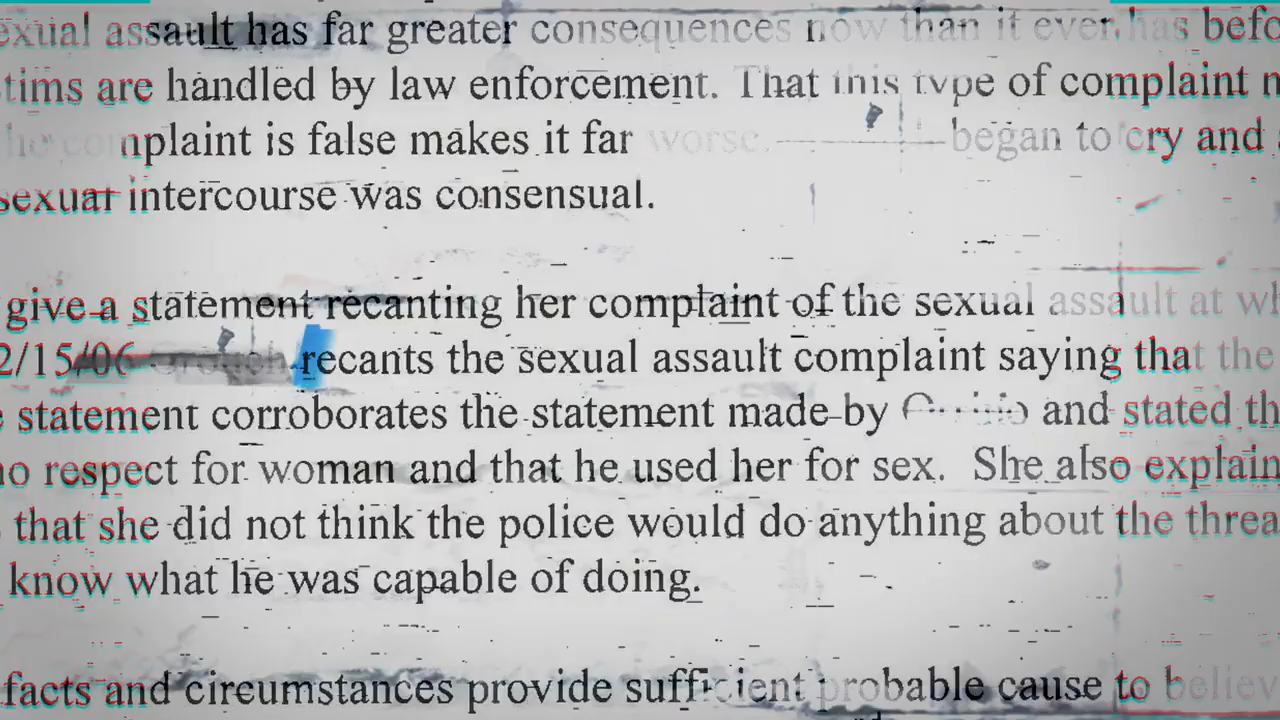 exual assault has far greater consequences now than it ever has befo
tims are handled by law enforcement. That this type of complaint n
he complaint is false makes it far worse. began to cry and
sexual intercourse was consensual.
give a statement recanting her complaint of the sexual assault at wh
2/15/06 recants the sexual assault complaint saying that the
statement corroborates the statement made by and stated th
no respect for woman and that he used her for sex. She also explain
that she did not think the police would do anything about the threa
know what he was capable of doing.
facts and circumstances provide sufficient probable cause to believ